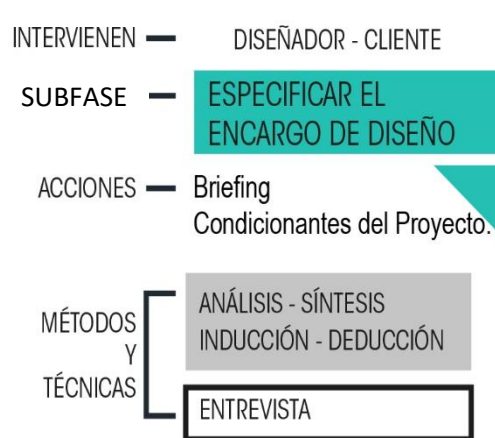 INTERVIENEN — DISEÑADOR - CLIENTE
SUBFASE — ESPECIFICAR EL
ENCARGO DE DISEÑO
ACCIONES — Briefing
Condicionantes del Proyecto.
MÉTODOS
Y
TÉCNICAS
ANÁLISIS - SÍNTESIS
INDUCCIÓN - DEDUCCIÓN
ENTREVISTA